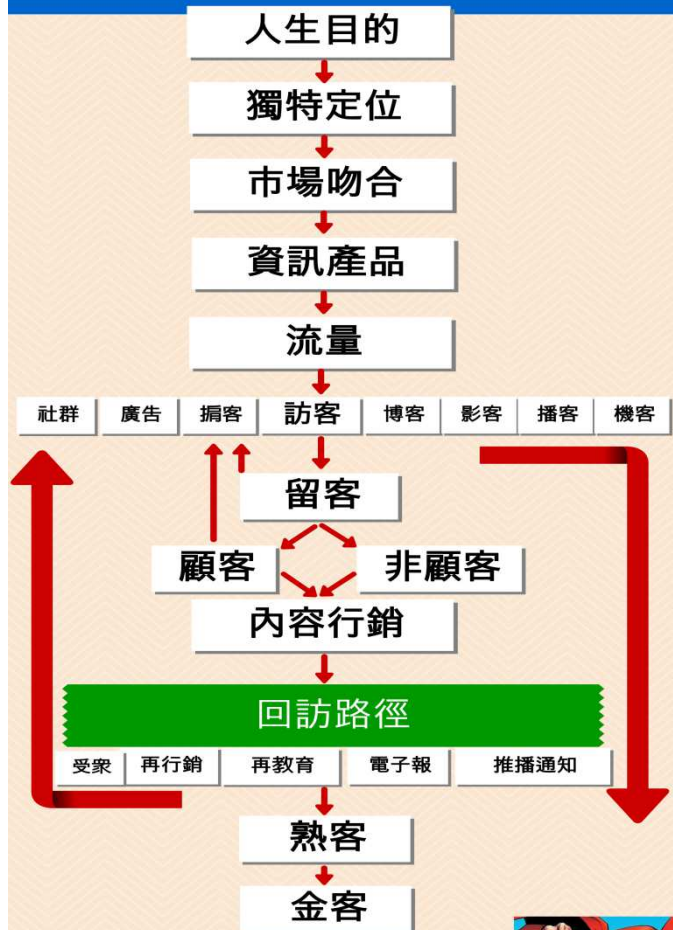 人生目的
獨特定位
市場吻合
資訊產品
流量
社群 廣告 掮客 訪客 博客 影客 播客 機客
留客
顧客 非顧客
內容行銷
回訪路徑
受眾 再行銷 再教育 電子報 推播通知
熟客
金客